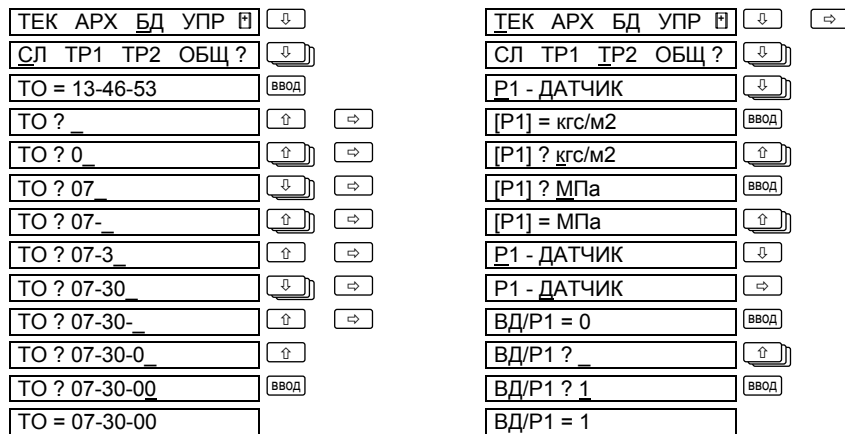 ТЕК АРХ БД УПР
СЛ ТР1 ТР2 ОБЩ ?
ТО = 13-46-53 ВВОД
ТО ? _
ТО ? 0_
ТО ? 07_
ТО ? 07-_
ТО ? 07-3_
ТО ? 07-30_
ТО ? 07-30-_
ТО ? 07-30-0_
ТО ? 07-30-00 ВВОД
ТО = 07-30-00
ТЕК АРХ БД УПР
СЛ ТР1 ТР2 ОБЩ ?
Р1 - ДАТЧИК
[Р1] = кгс/м2 ВВОД
[Р1] ? кгс/м2
[Р1] ? МПа ВВОД
[Р1] = МПа
Р1 - ДАТЧИК
Р1 - ДАТЧИК
ВД/Р1 = 0 ВВОД
ВД/Р1 ? _
ВД/Р1 ? 1 ВВОД
ВД/Р1 = 1